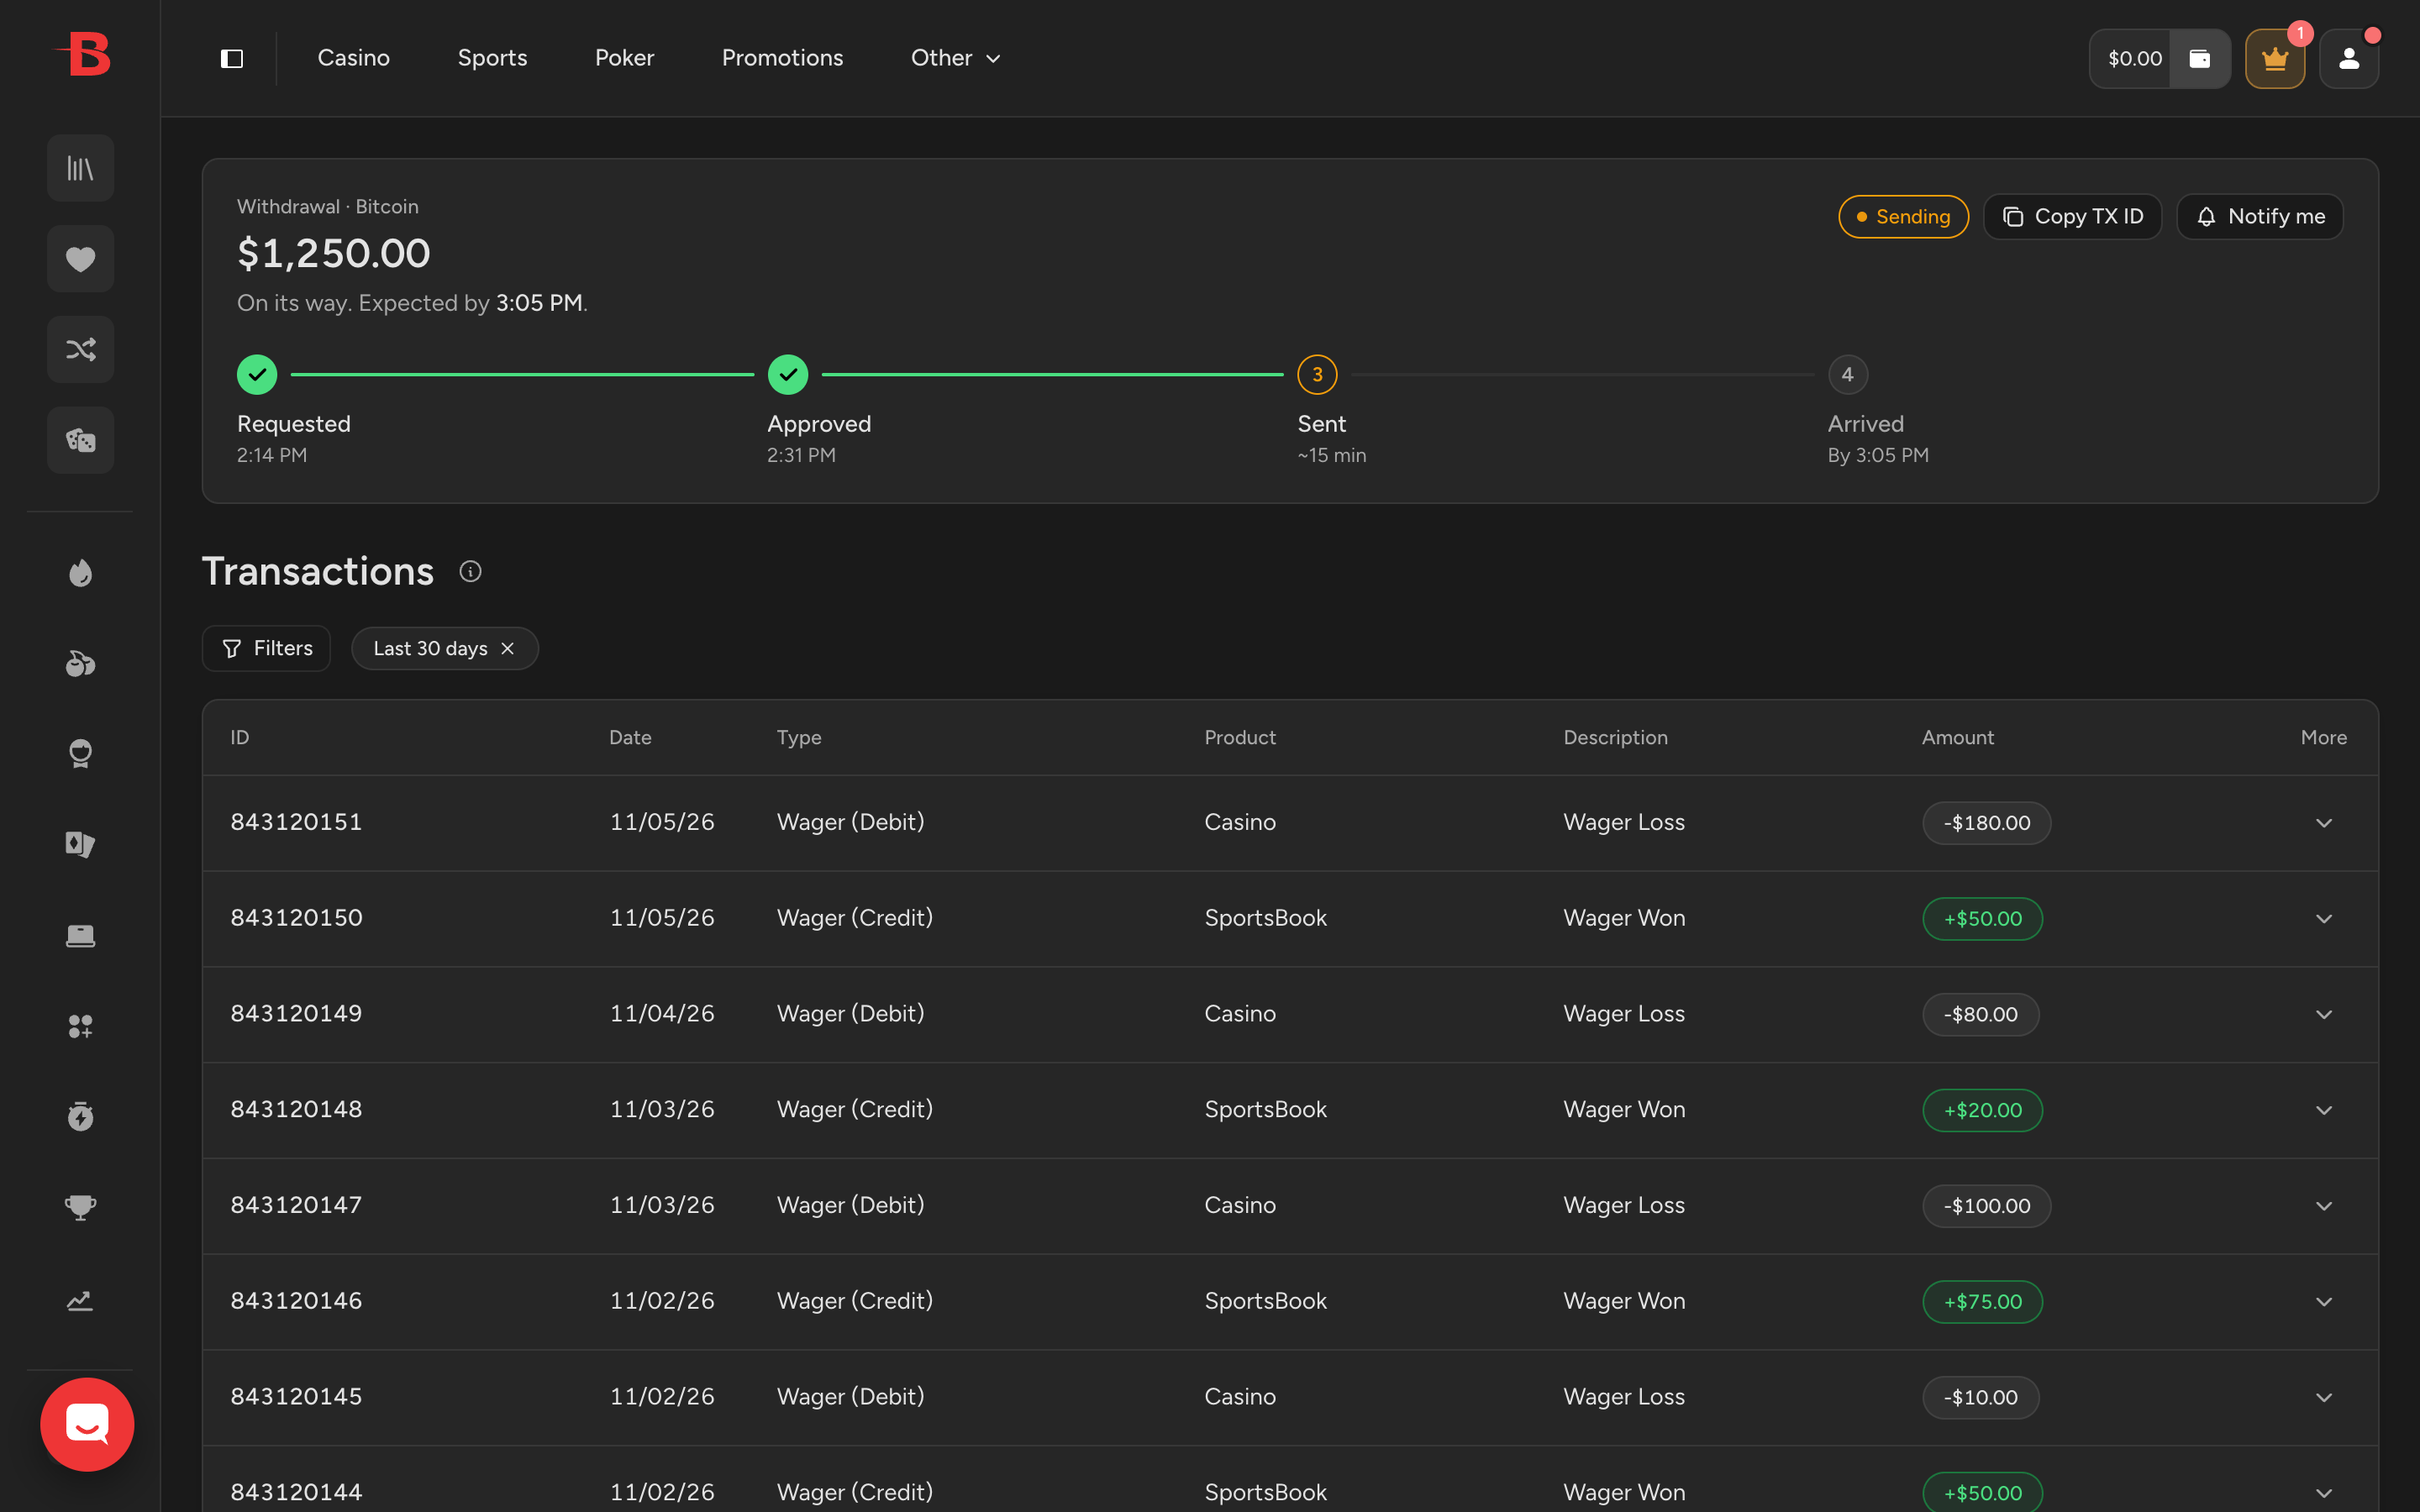 B
Casino Sports Poker Promotions Other
$0.00
1
Withdrawal · Bitcoin
$1,250.00
On its way. Expected by 3:05 PM.
Sending Copy TX ID Notify me
3 4
Requested Approved Sent Arrived
2:14 PM 2:31 PM ~15 min By 3:05 PM
Transactions
Filters Last 30 days
ID Date Type Product Description Amount More
843120151 11/05/26 Wager (Debit) Casino Wager Loss -$180.00
843120150 11/05/26 Wager (Credit) SportsBook Wager Won +$50.00
843120149 11/04/26 Wager (Debit) Casino Wager Loss -$80.00
843120148 11/03/26 Wager (Credit) SportsBook Wager Won +$20.00
843120147 11/03/26 Wager (Debit) Casino Wager Loss -$100.00
843120146 11/02/26 Wager (Credit) SportsBook Wager Won +$75.00
843120145 11/02/26 Wager (Debit) Casino Wager Loss -$10.00
843120144 11/02/26 Wager (Credit) SportsBook Wager Won +$50.00